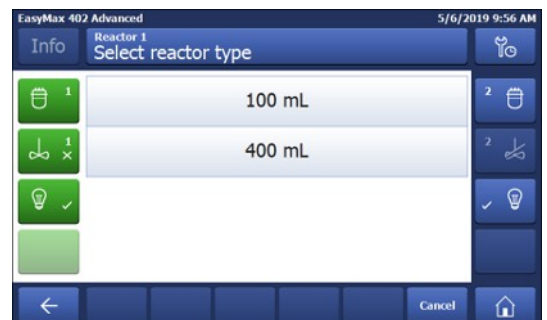 EasyMax 402 Advanced 5/6/2019 9:56 AM
Info
Reactor 1
Select reactor type
1
100 mL
2
1
400 mL
2
Cancel